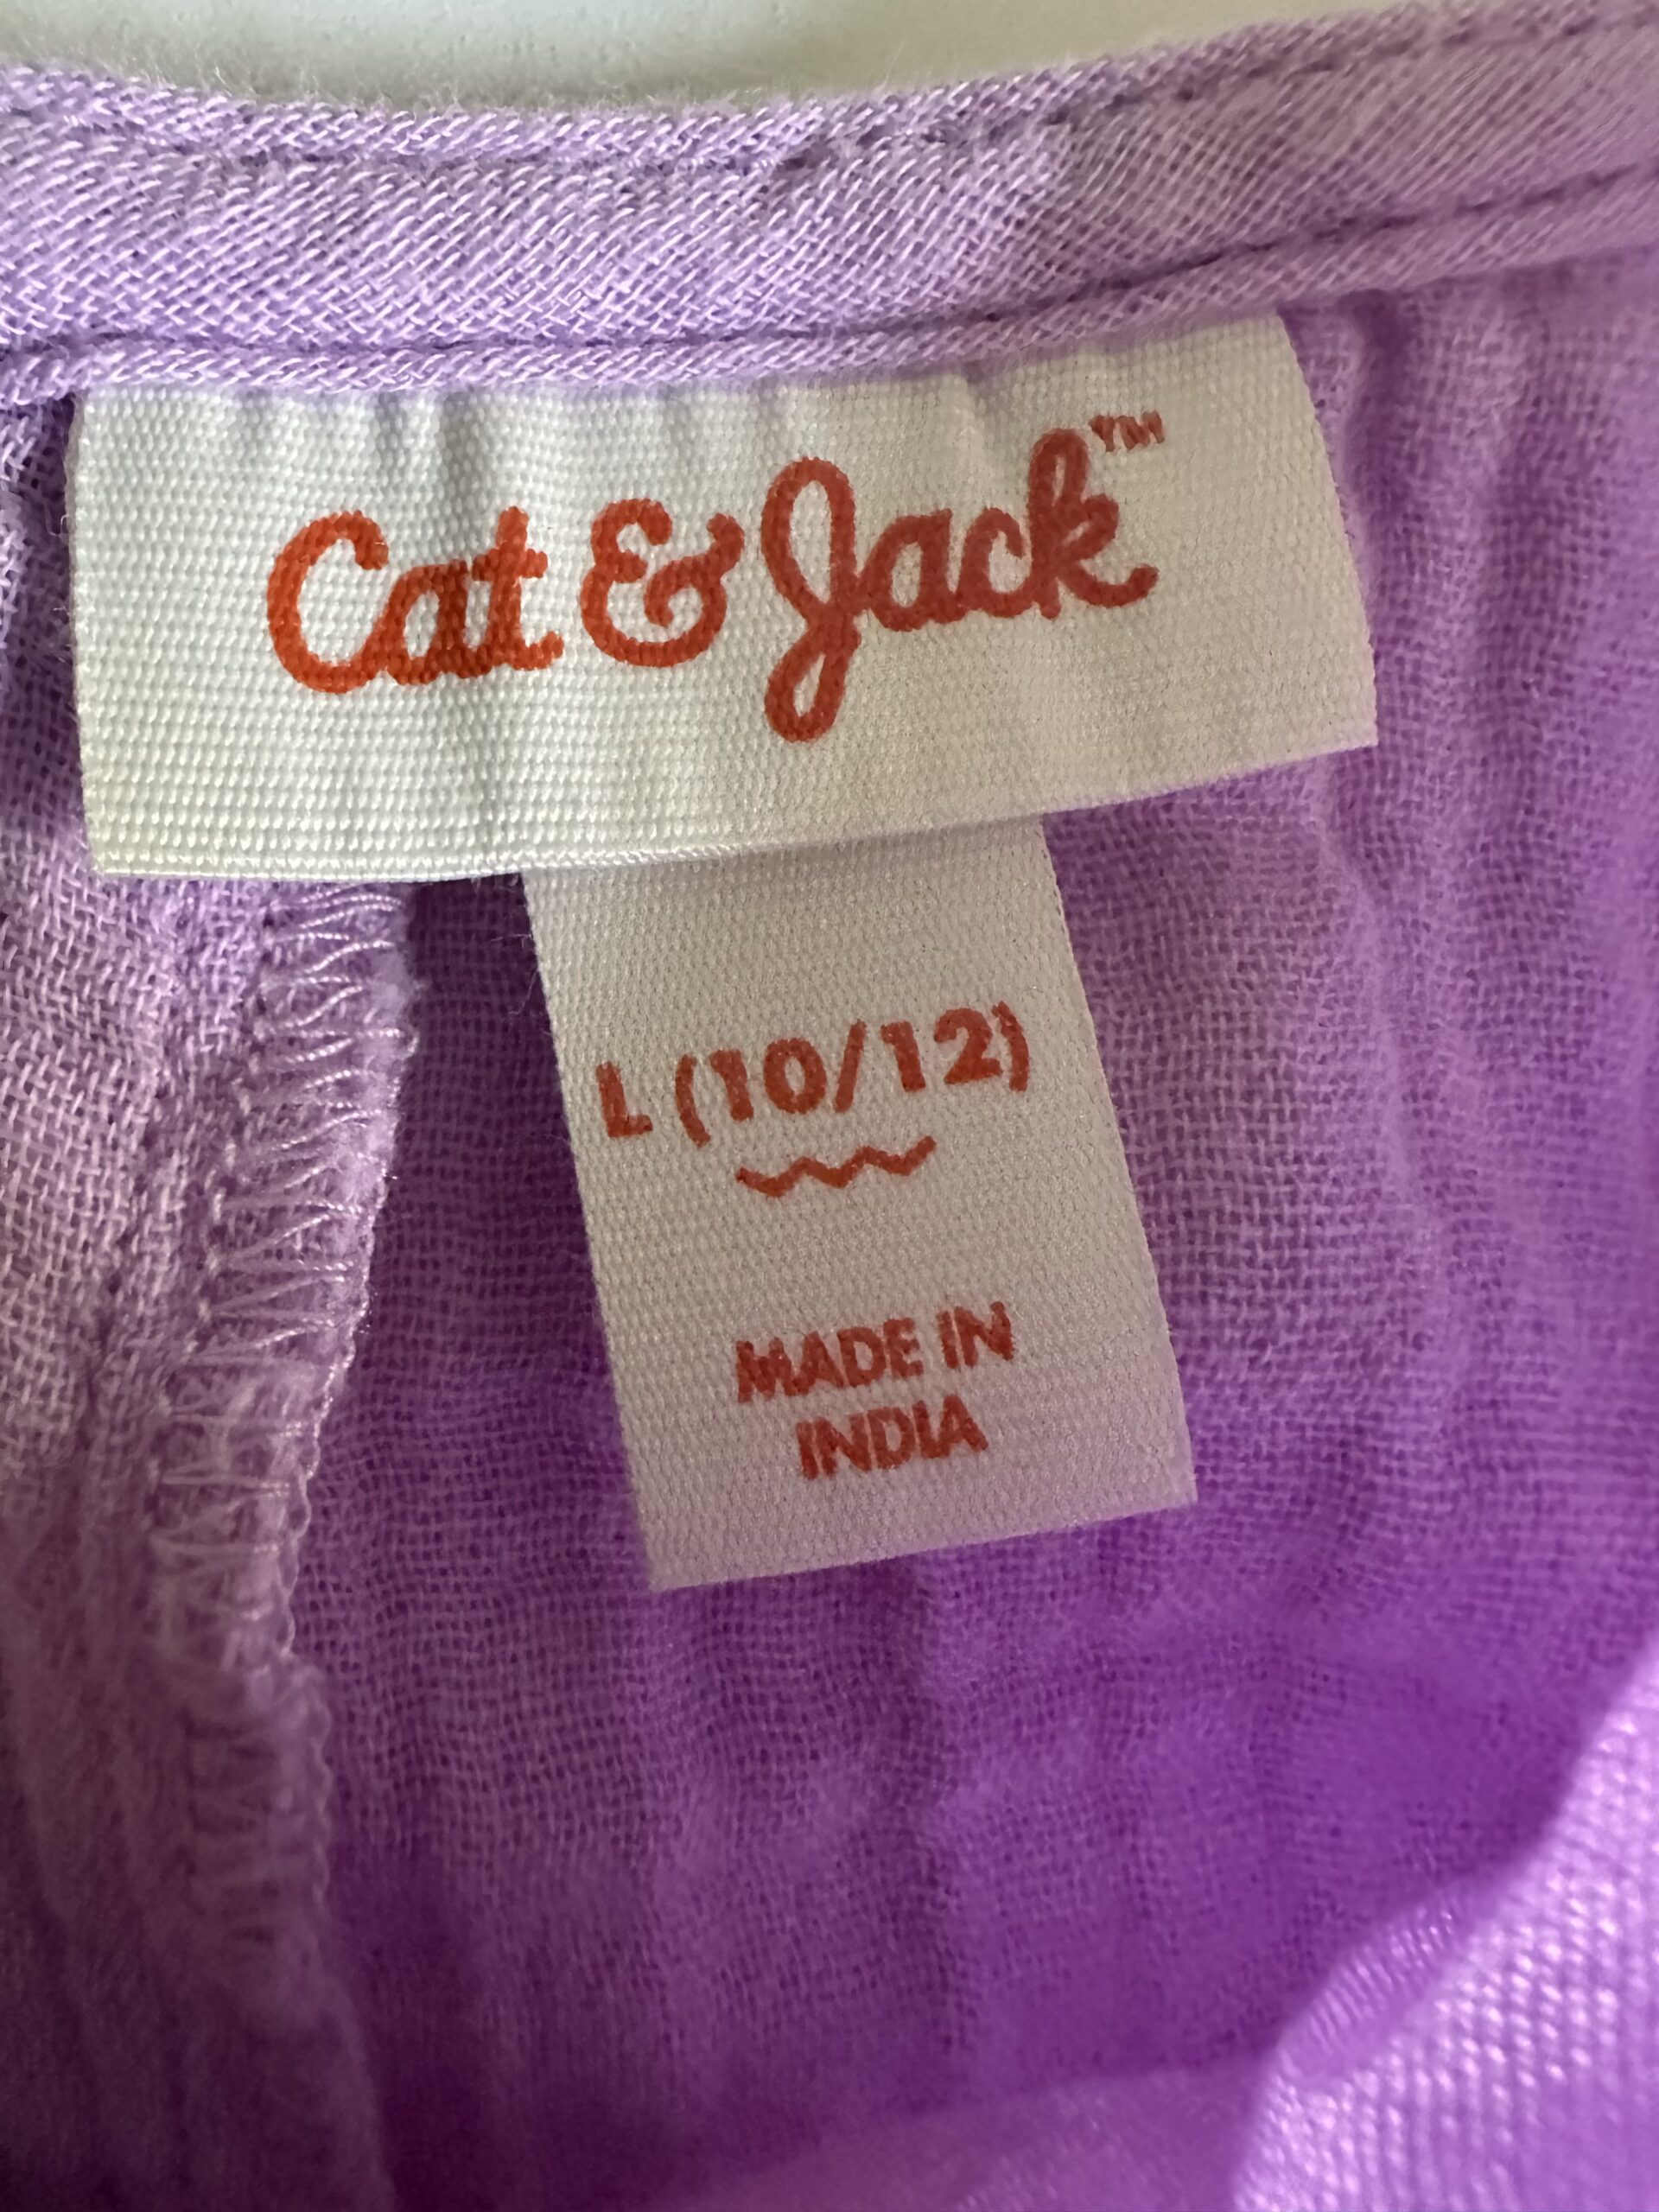 Cat & Jack™
L (10/12)
MADE IN
INDIA